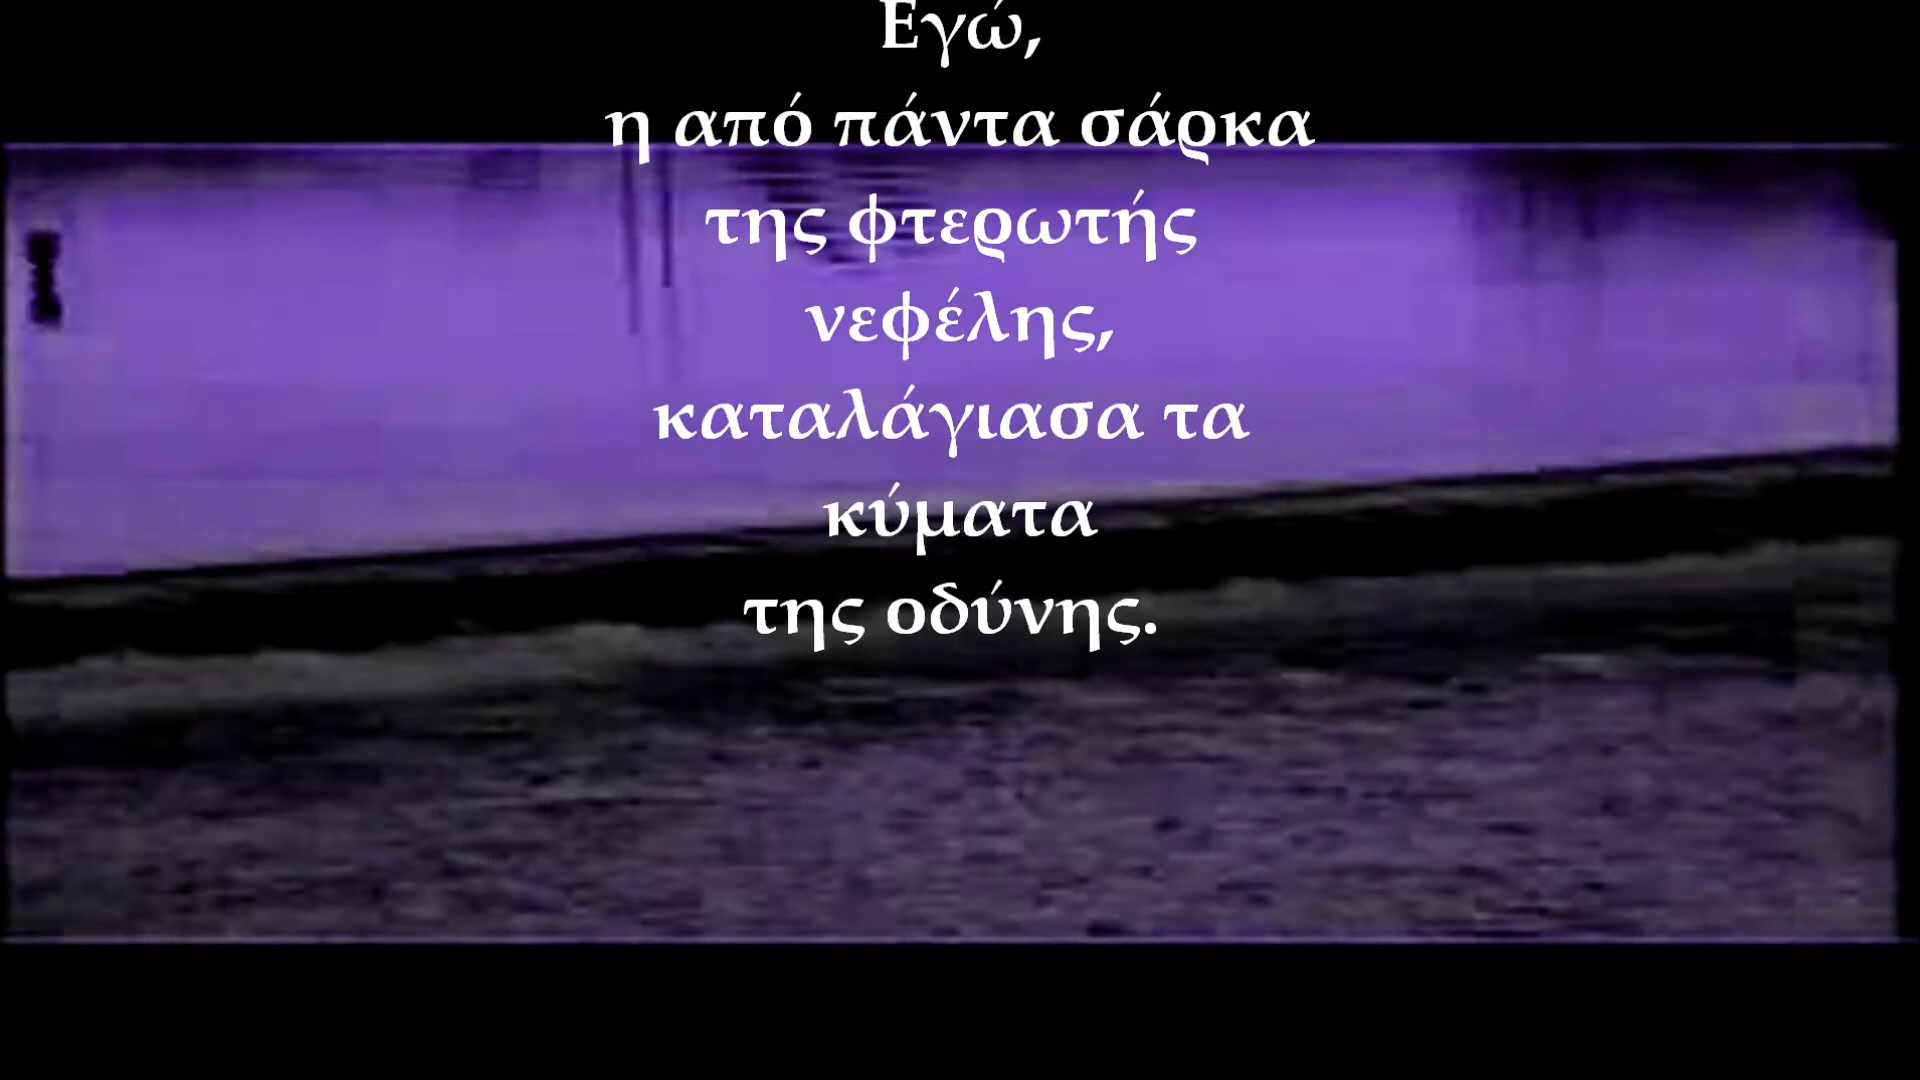 Εγώ,
η από πάντα σάρκα
της φτερωτής
νεφέλης,
καταλάγιασα τα
κύματα
της οδύνης.